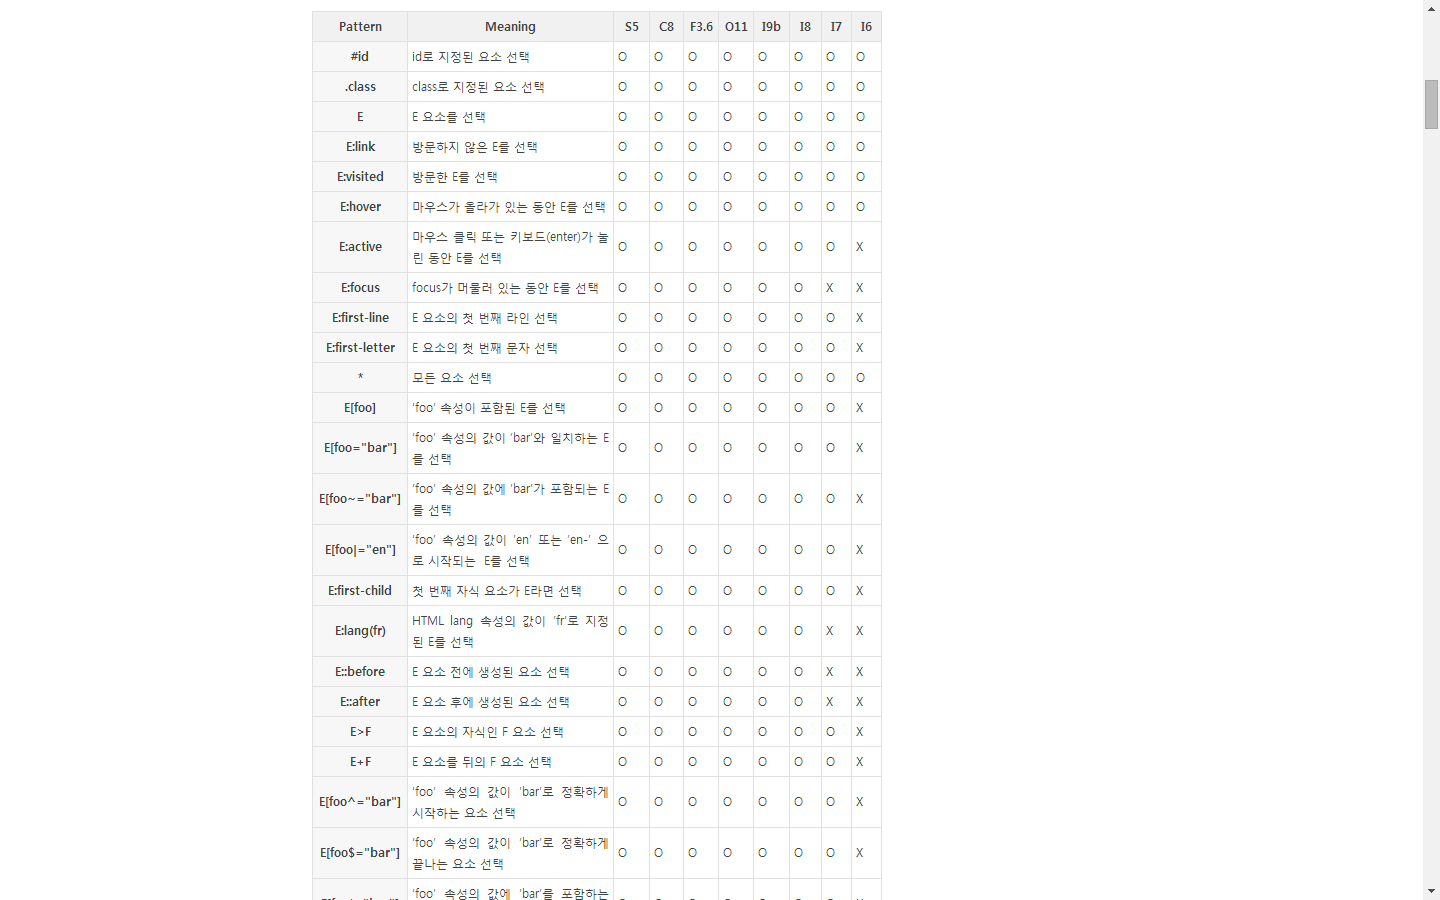 Pattern Meaning S5 C8 F3.6 O11 I9b I8 I7 I6
#id id로 지정된 요소 선택 O O O O O O O O
.class class로 지정된 요소 선택 O O O O O O O O
E E 요소를 선택 O O O O O O O O
E:link 방문하지 않은 E를 선택 O O O O O O O O
E:visited 방문한 E를 선택 O O O O O O O O
E:hover 마우스가 올라가 있는 동안 E를 선택 O O O O O O O O
E:active 마우스 클릭 또는 키보드(enter)가 눌
린 동안 E를 선택 O O O O O O O X
E:focus focus가 머물러 있는 동안 E를 선택 O O O O O O X X
E:first-line E 요소의 첫 번째 라인 선택 O O O O O O O X
E:first-letter E 요소의 첫 번째 문자 선택 O O O O O O O X
* 모든 요소 선택 O O O O O O O O
E[foo] 'foo' 속성이 포함된 E를 선택 O O O O O O O X
E[foo="bar"] 'foo' 속성의 값이 'bar'와 일치하는 E
를 선택 O O O O O O O X
E[foo~="bar"] 'foo' 속성의 값에 'bar'가 포함되는 E
를 선택 O O O O O O O X
E[foo|="en"] 'foo' 속성의 값이 'en' 또는 'en-' 으
로 시작되는 E를 선택 O O O O O O O X
E:first-child 첫 번째 자식 요소가 E라면 선택 O O O O O O O X
E:lang(fr) HTML lang 속성의 값이 'fr'로 지정
된 E를 선택 O O O O O O X X
E::before E 요소 전에 생성된 요소 선택 O O O O O O X X
E::after E 요소 후에 생성된 요소 선택 O O O O O O X X
E>F E 요소의 자식인 F 요소 선택 O O O O O O O X
E+F E 요소를 뒤의 F 요소 선택 O O O O O O O X
E[foo^="bar"] 'foo' 속성의 값이 'bar'로 정확하게
시작하는 요소 선택 O O O O O O O X
E[foo$="bar"] 'foo' 속성의 값이 'bar'로 정확하게
끝나는 요소 선택 O O O O O O O X
'foo' 속성의 값에 'bar'를 포함하는